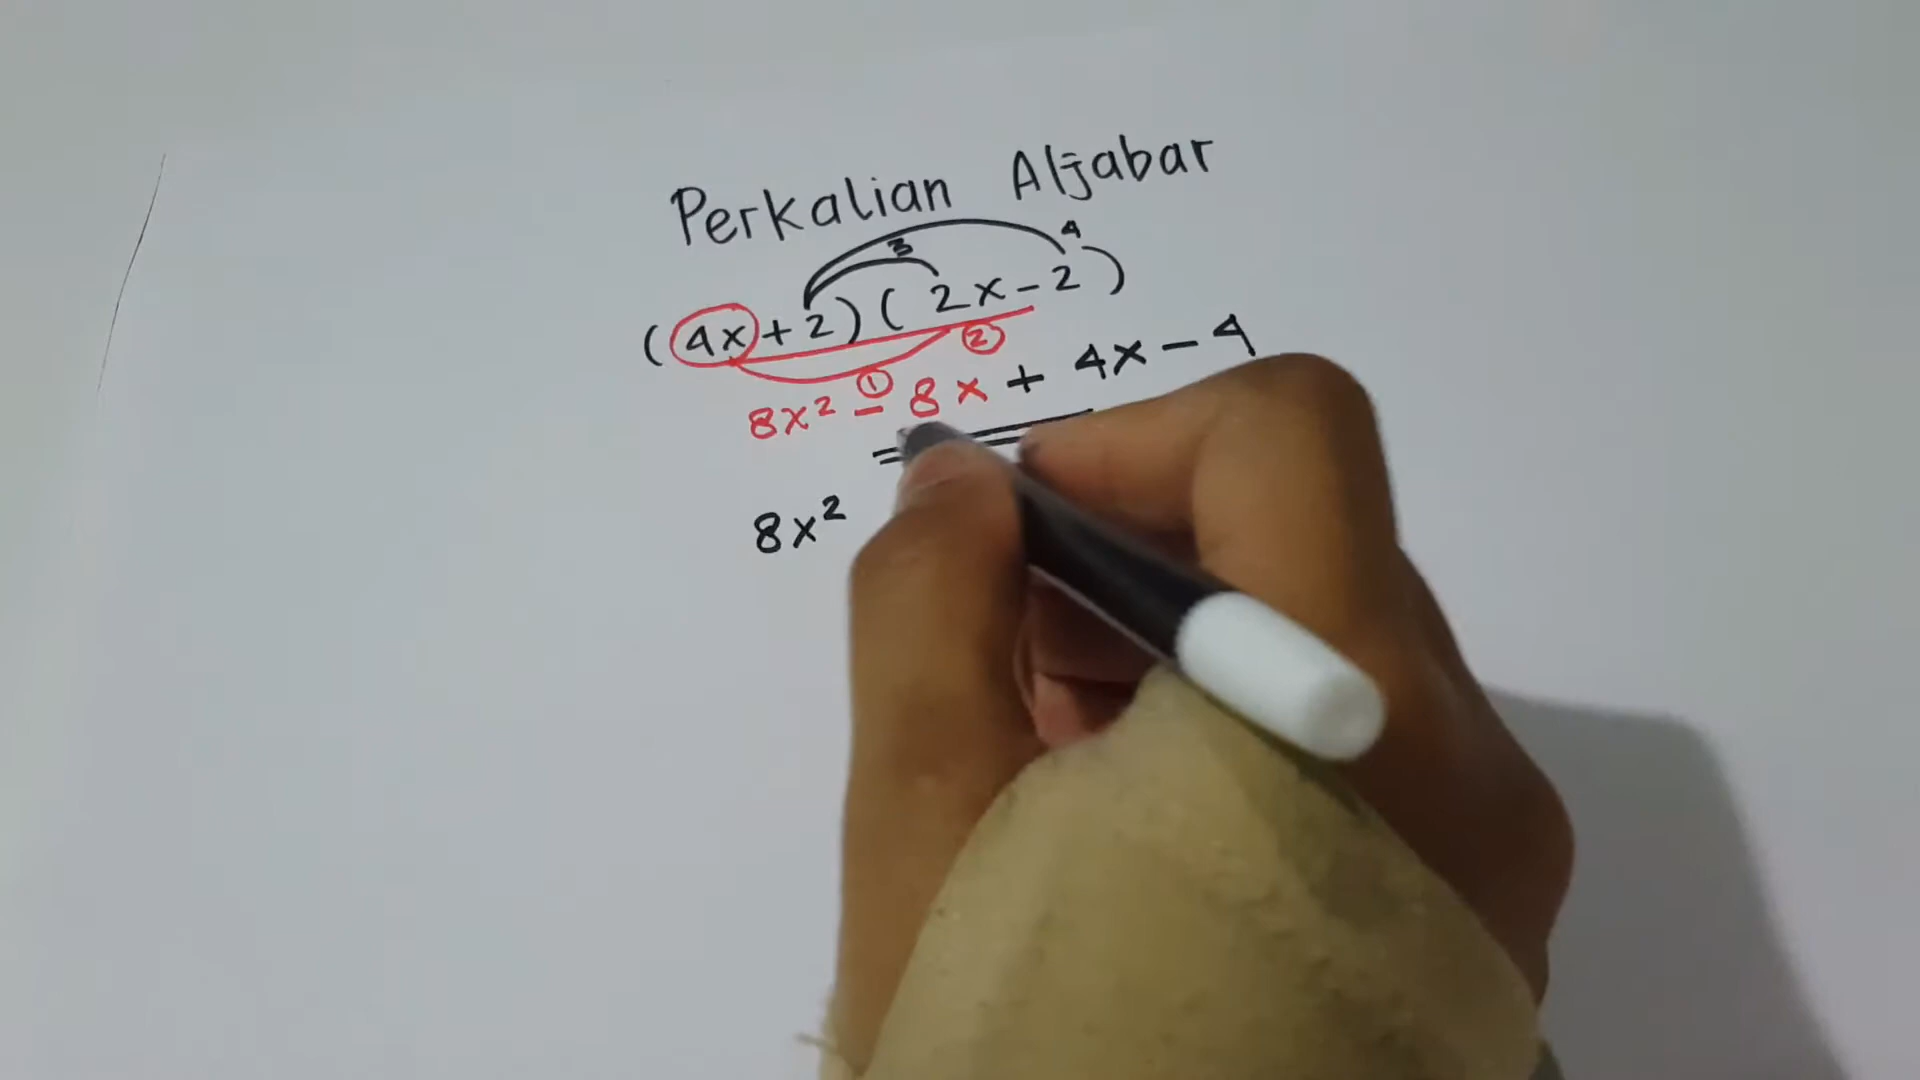 Perkalian Aljabar
3 4
(4x+2)(2x-2)
1 2
8x² - 8x + 4x - 4
8x²